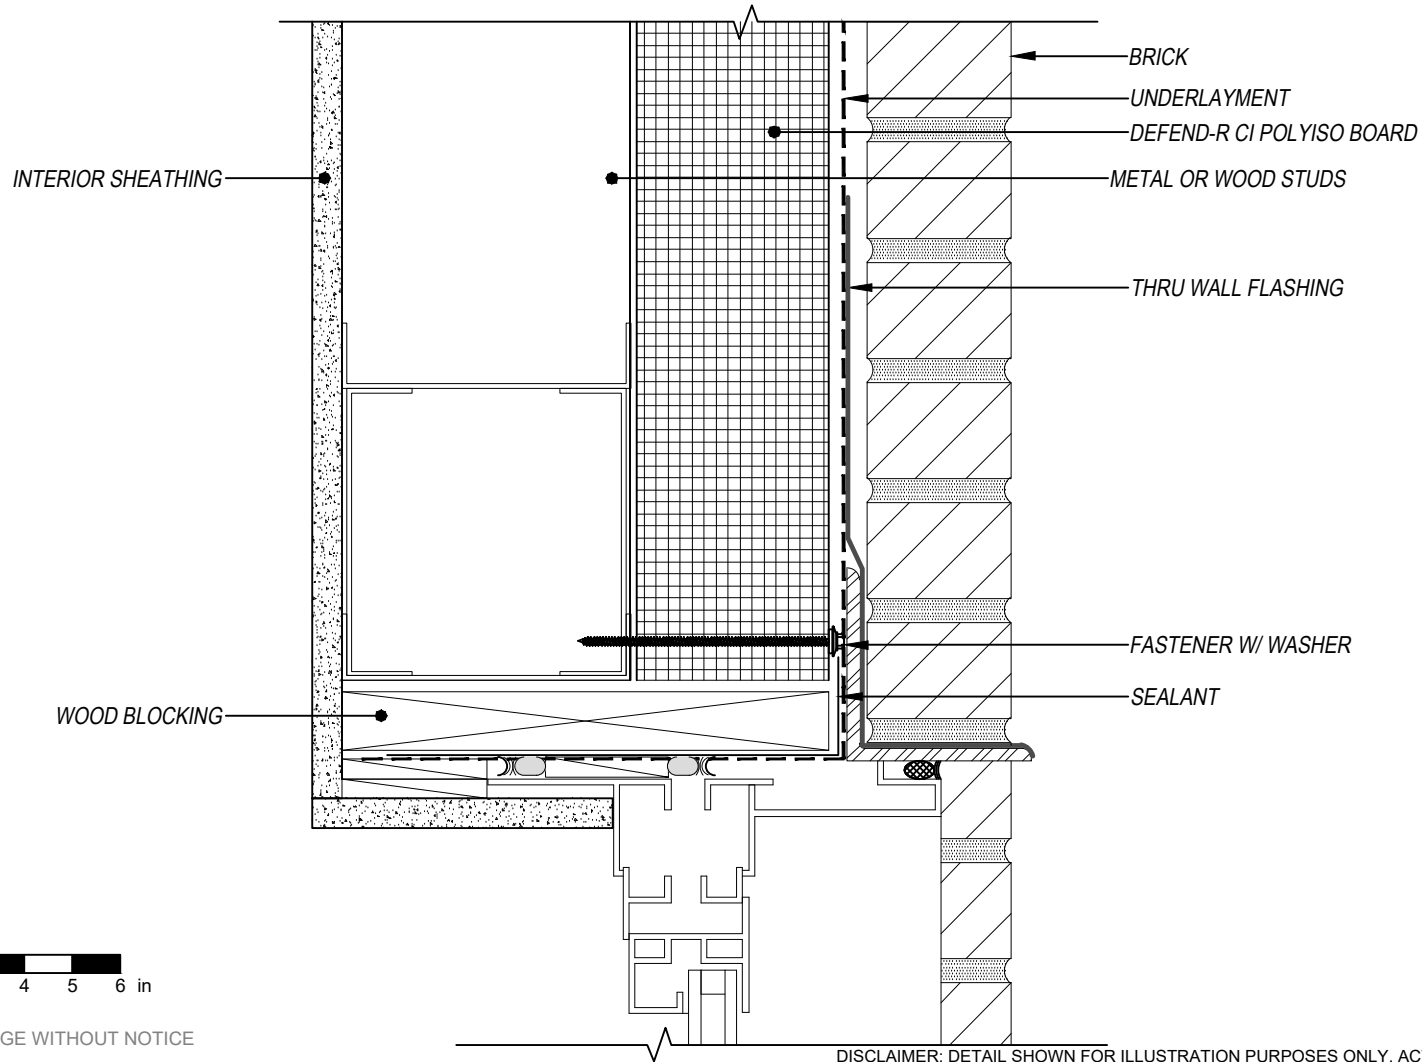 BRICK
UNDERLAYMENT
DEFEND-R CI POLYISO BOARD
INTERIOR SHEATHING
METAL OR WOOD STUDS
THRU WALL FLASHING
FASTENER W/ WASHER
SEALANT
WOOD BLOCKING
4 5 6 in
GE WITHOUT NOTICE
DISCLAIMER: DETAIL SHOWN FOR ILLUSTRATION PURPOSES ONLY. AC